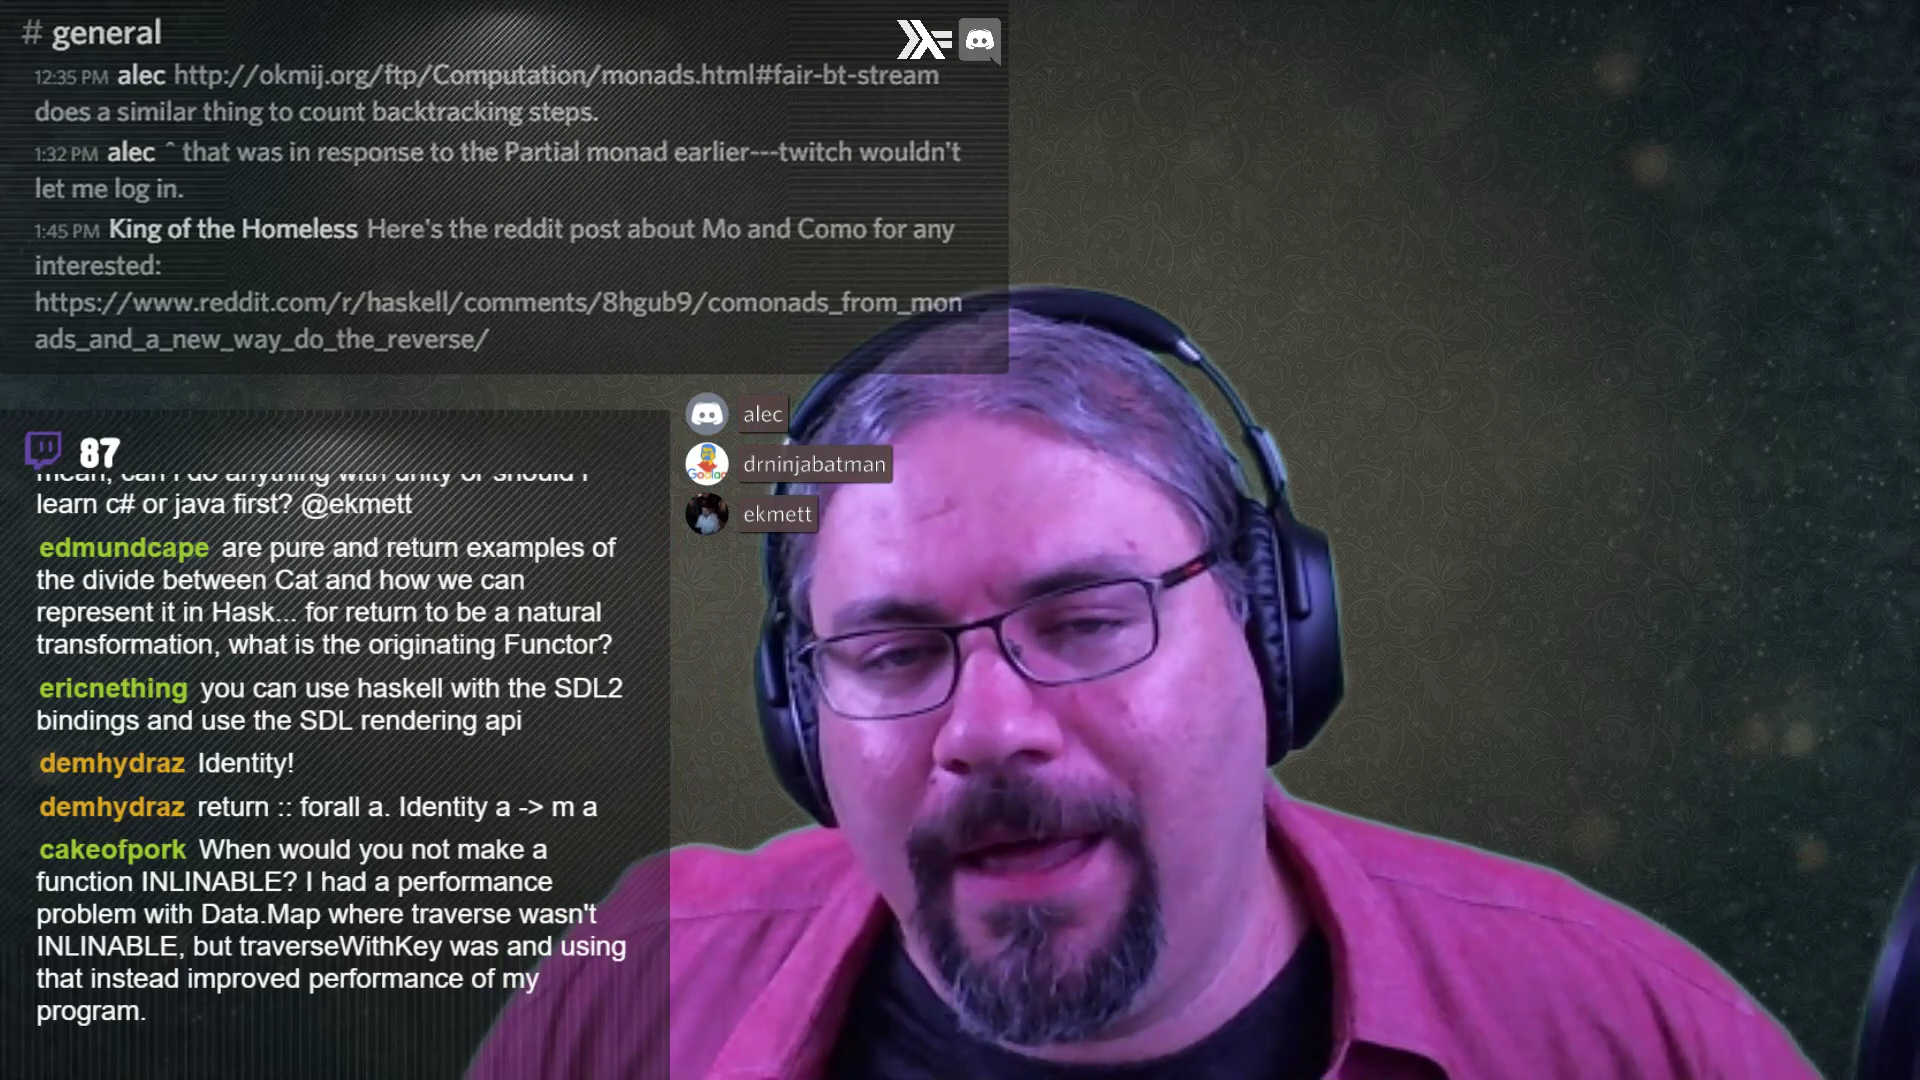 # general
12:35 PM alec http://okmij.org/ftp/Computation/monads.html#fair-bt-stream
does a similar thing to count backtracking steps.
1:32 PM alec ^ that was in response to the Partial monad earlier---twitch wouldn't
let me log in.
1:45 PM King of the Homeless Here's the reddit post about Mo and Como for any
interested:
https://www.reddit.com/r/haskell/comments/8hgub9/comonads_from_mon
ads_and_a_new_way_do_the_reverse/
alec
drninjabatman
ekmett
87
mean, can i do anything with unity or should i
learn c# or java first? @ekmett
edmundcape are pure and return examples of
the divide between Cat and how we can
represent it in Hask... for return to be a natural
transformation, what is the originating Functor?
ericnething you can use haskell with the SDL2
bindings and use the SDL rendering api
demhydraz Identity!
demhydraz return :: forall a. Identity a -> m a
cakeofpork When would you not make a
function INLINABLE? I had a performance
problem with Data.Map where traverse wasn't
INLINABLE, but traverseWithKey was and using
that instead improved performance of my
program.